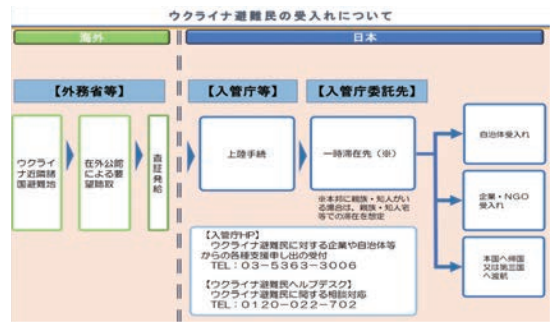 ウクライナ避難民の受入れについて
海外
日本
【外務省等】
【入管庁等】
【入管庁委託先】
ウクライ
ナ近隣諸
国避難地
在外公館
による要
望聴取
査証発給
上陸手続
一時滞在先(※)
※本邦に親族・知人がい
る場合は、親族・知人宅
等での滞在を想定
自治体受入れ
企業・NGO
受入れ
本国へ帰国
又は第三国
へ渡航
【入管庁HP】
ウクライナ避難民に対する企業や自治体等
からの各種支援申し出の受付
TEL:03-5363-3006
【ウクライナ避難民ヘルプデスク】
ウクライナ避難民に関する相談対応
TEL:0120-022-702